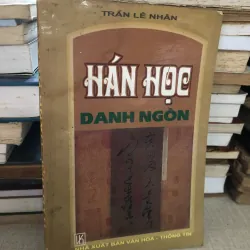 TRẦN LÊ NHÂN
HÁN HỌC
DANH NGÔN
NHÀ XUẤT BẢN VĂN HÓA - THÔNG TIN